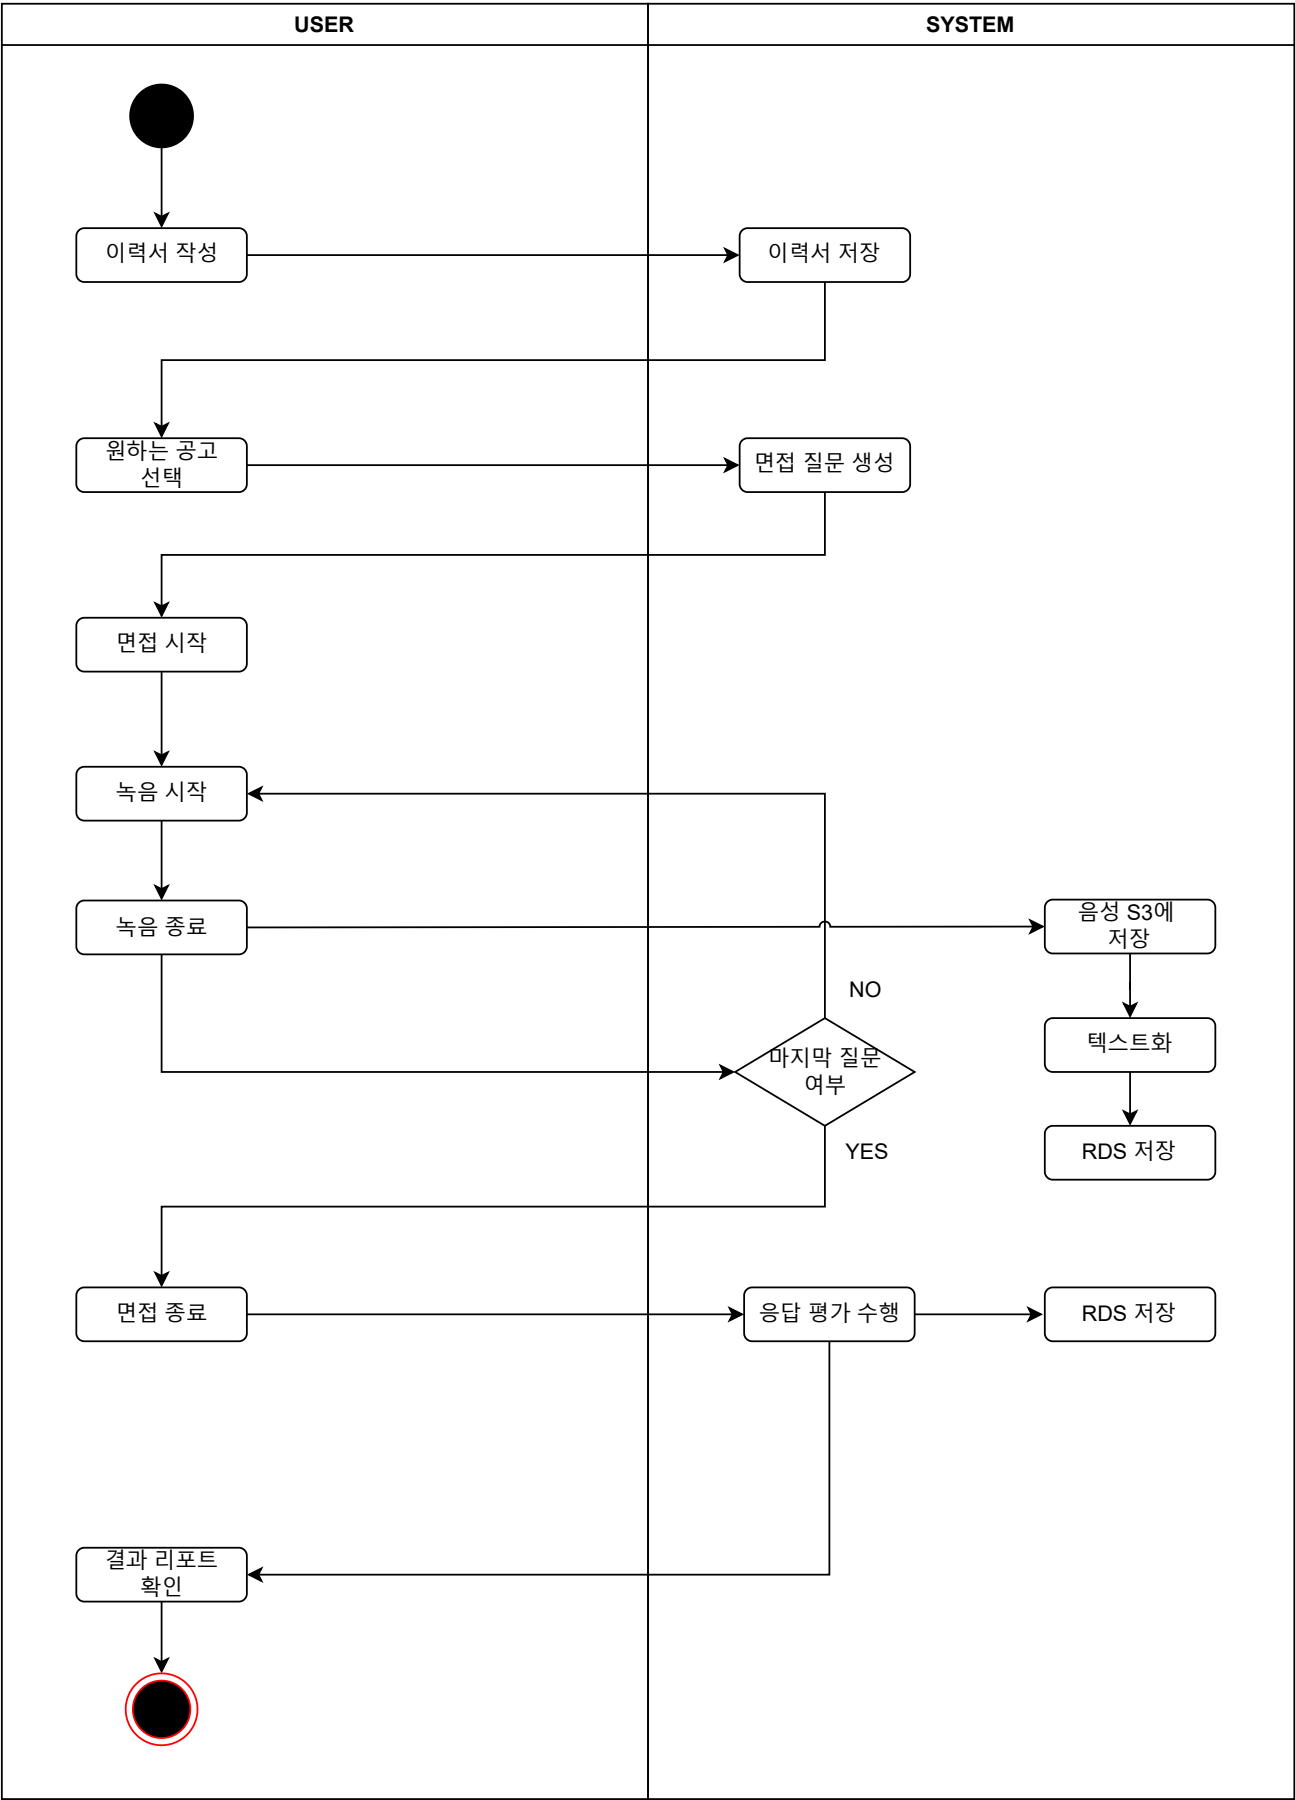 USER
SYSTEM
이력서 작성
이력서 저장
원하는 공고
선택
면접 질문 생성
면접 시작
녹음 시작
녹음 종료
음성 S3에
저장
NO
마지막 질문
여부
텍스트화
YES
RDS 저장
면접 종료
응답 평가 수행
RDS 저장
결과 리포트
확인